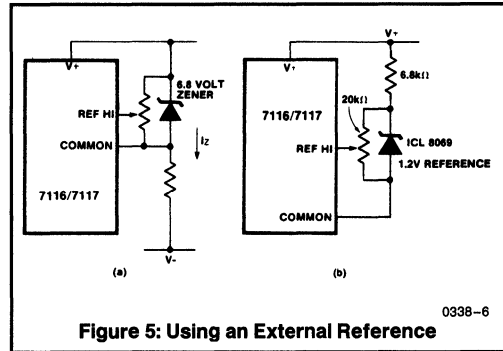 V+
6.8 VOLT
ZENER
REF HI
COMMON
IZ
7116/7117
V-
(a)
V+
V+
6.8kΩ
20kΩ
7116/7117
REF HI
ICL 8069
1.2V REFERENCE
COMMON
(b)
0338-6
Figure 5: Using an External Reference